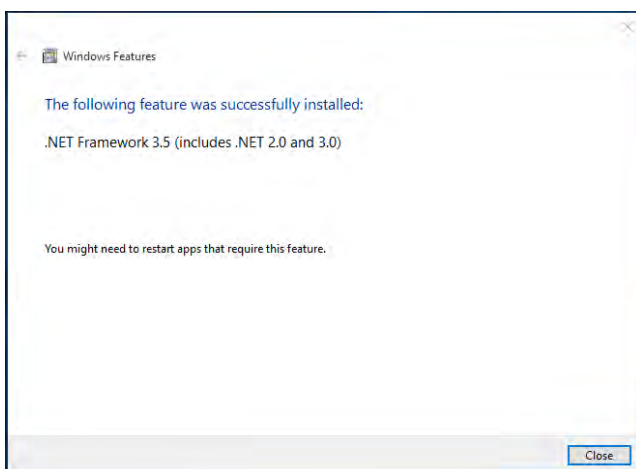 Windows Features
The following feature was successfully installed:
.NET Framework 3.5 (includes .NET 2.0 and 3.0)
You might need to restart apps that require this feature.
Close